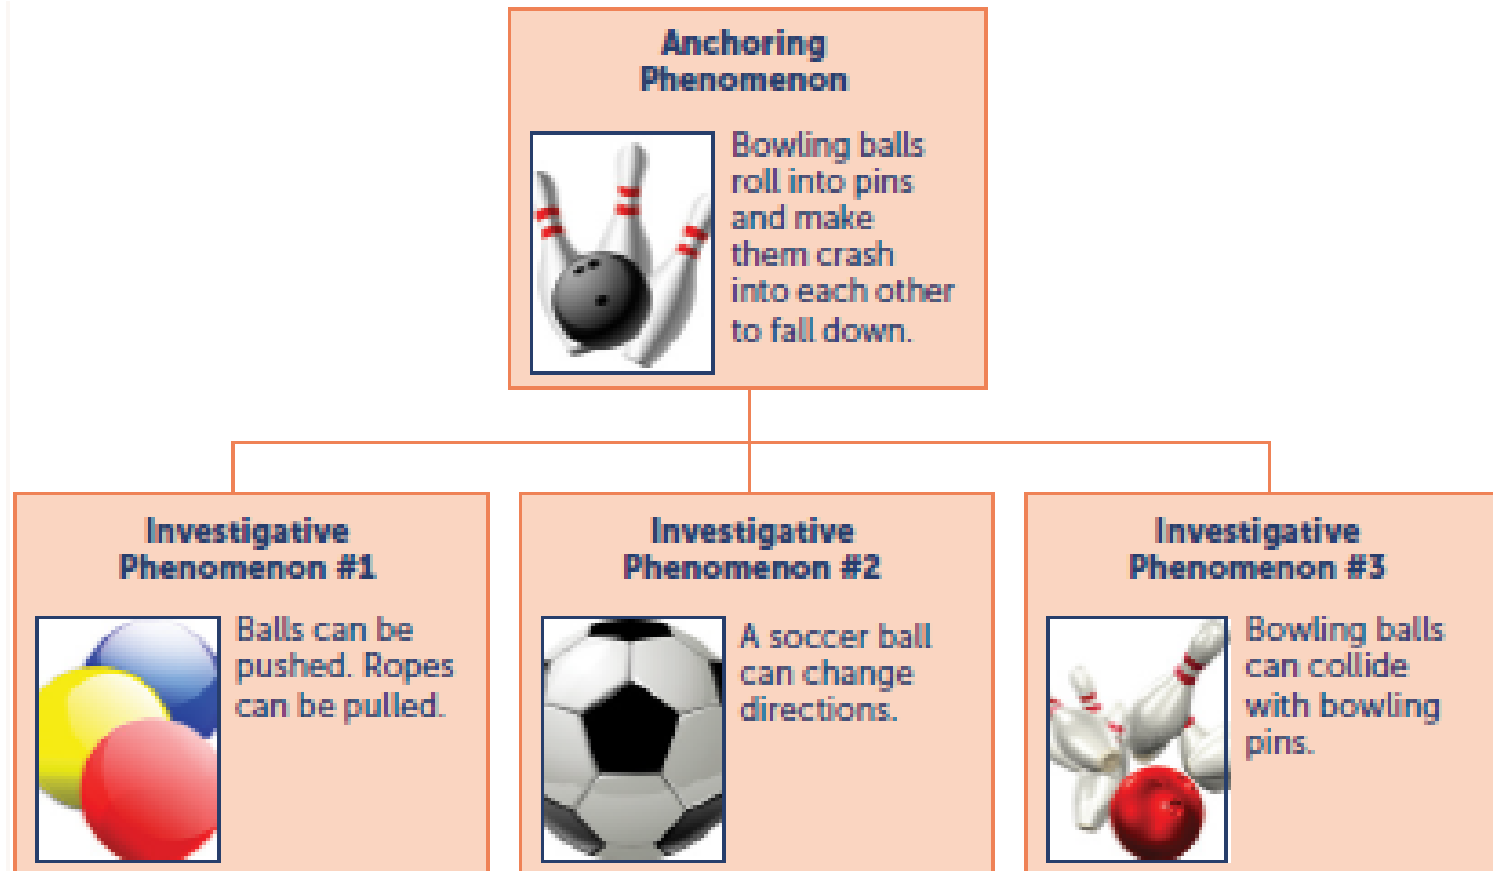 Anchoring
Phenomenon
Bowling balls
roll into pins
and make
them crash
into each other
to fall down.
Investigative
Phenomenon #1
Balls can be
pushed. Ropes
can be pulled.
Investigative
Phenomenon #2
A soccer ball
can change
directions.
Investigative
Phenomenon #3
Bowling balls
can collide
with bowling
pins.